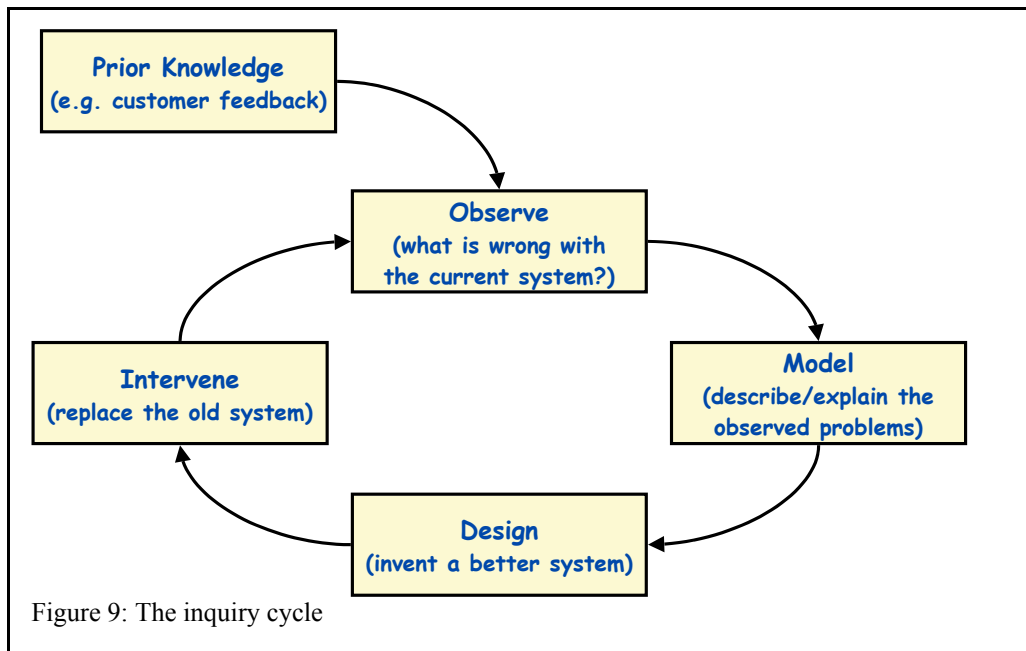 Prior Knowledge
(e.g. customer feedback)
Observe
(what is wrong with
the current system?)
Model
(describe/explain the
observed problems)
Intervene
(replace the old system)
Design
(invent a better system)
Figure 9: The inquiry cycle